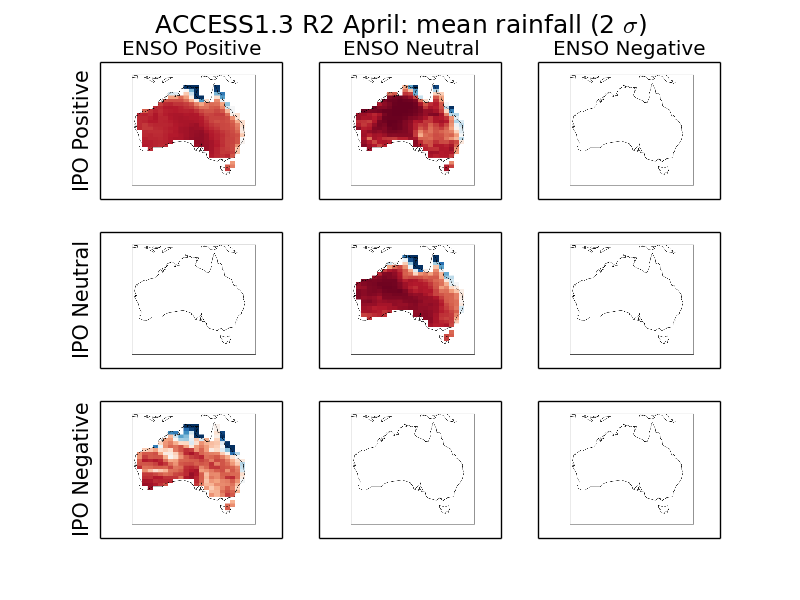 ACCESS1.3 R2 April: mean rainfall (2 σ)
ENSO Positive ENSO Neutral ENSO Negative
IPO Positive
IPO Neutral
IPO Negative